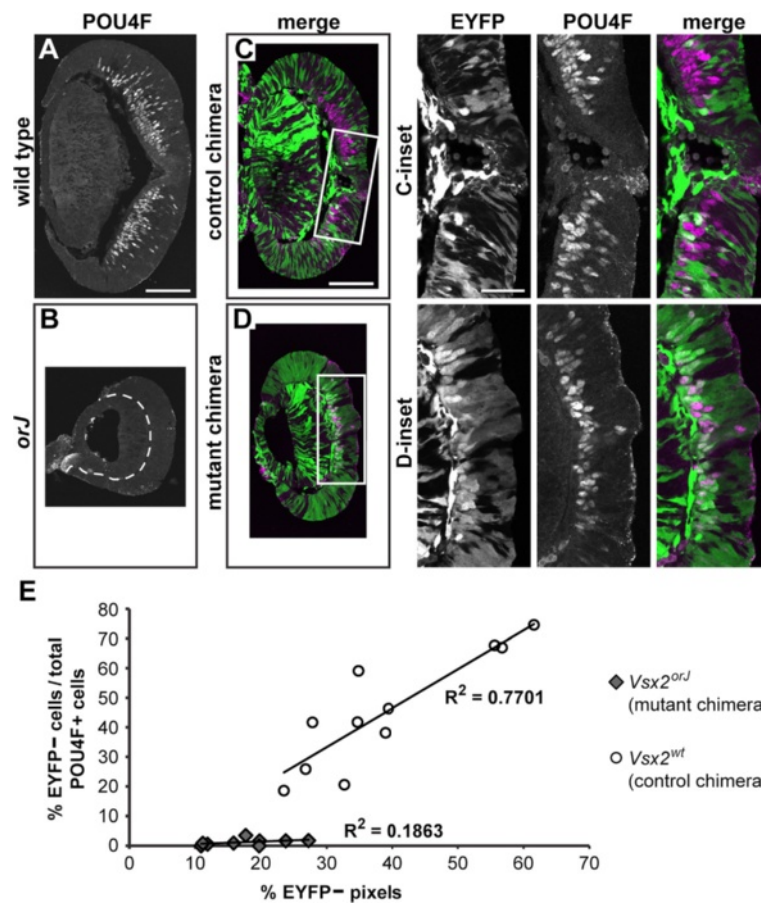 POU4F
merge
EYFP
POU4F
merge
A
wild type
C
control chimera
C-inset
B
orJ
D
mutant chimera
D-inset
E
80
70
60
50
40
30
20
10
0
% EYFP− cells / total
POU4F+ cells
R² = 0.7701
R² = 0.1863
0 10 20 30 40 50 60 70
% EYFP− pixels
Vsx2orJ
(mutant chimera
Vsx2wt
(control chimera)